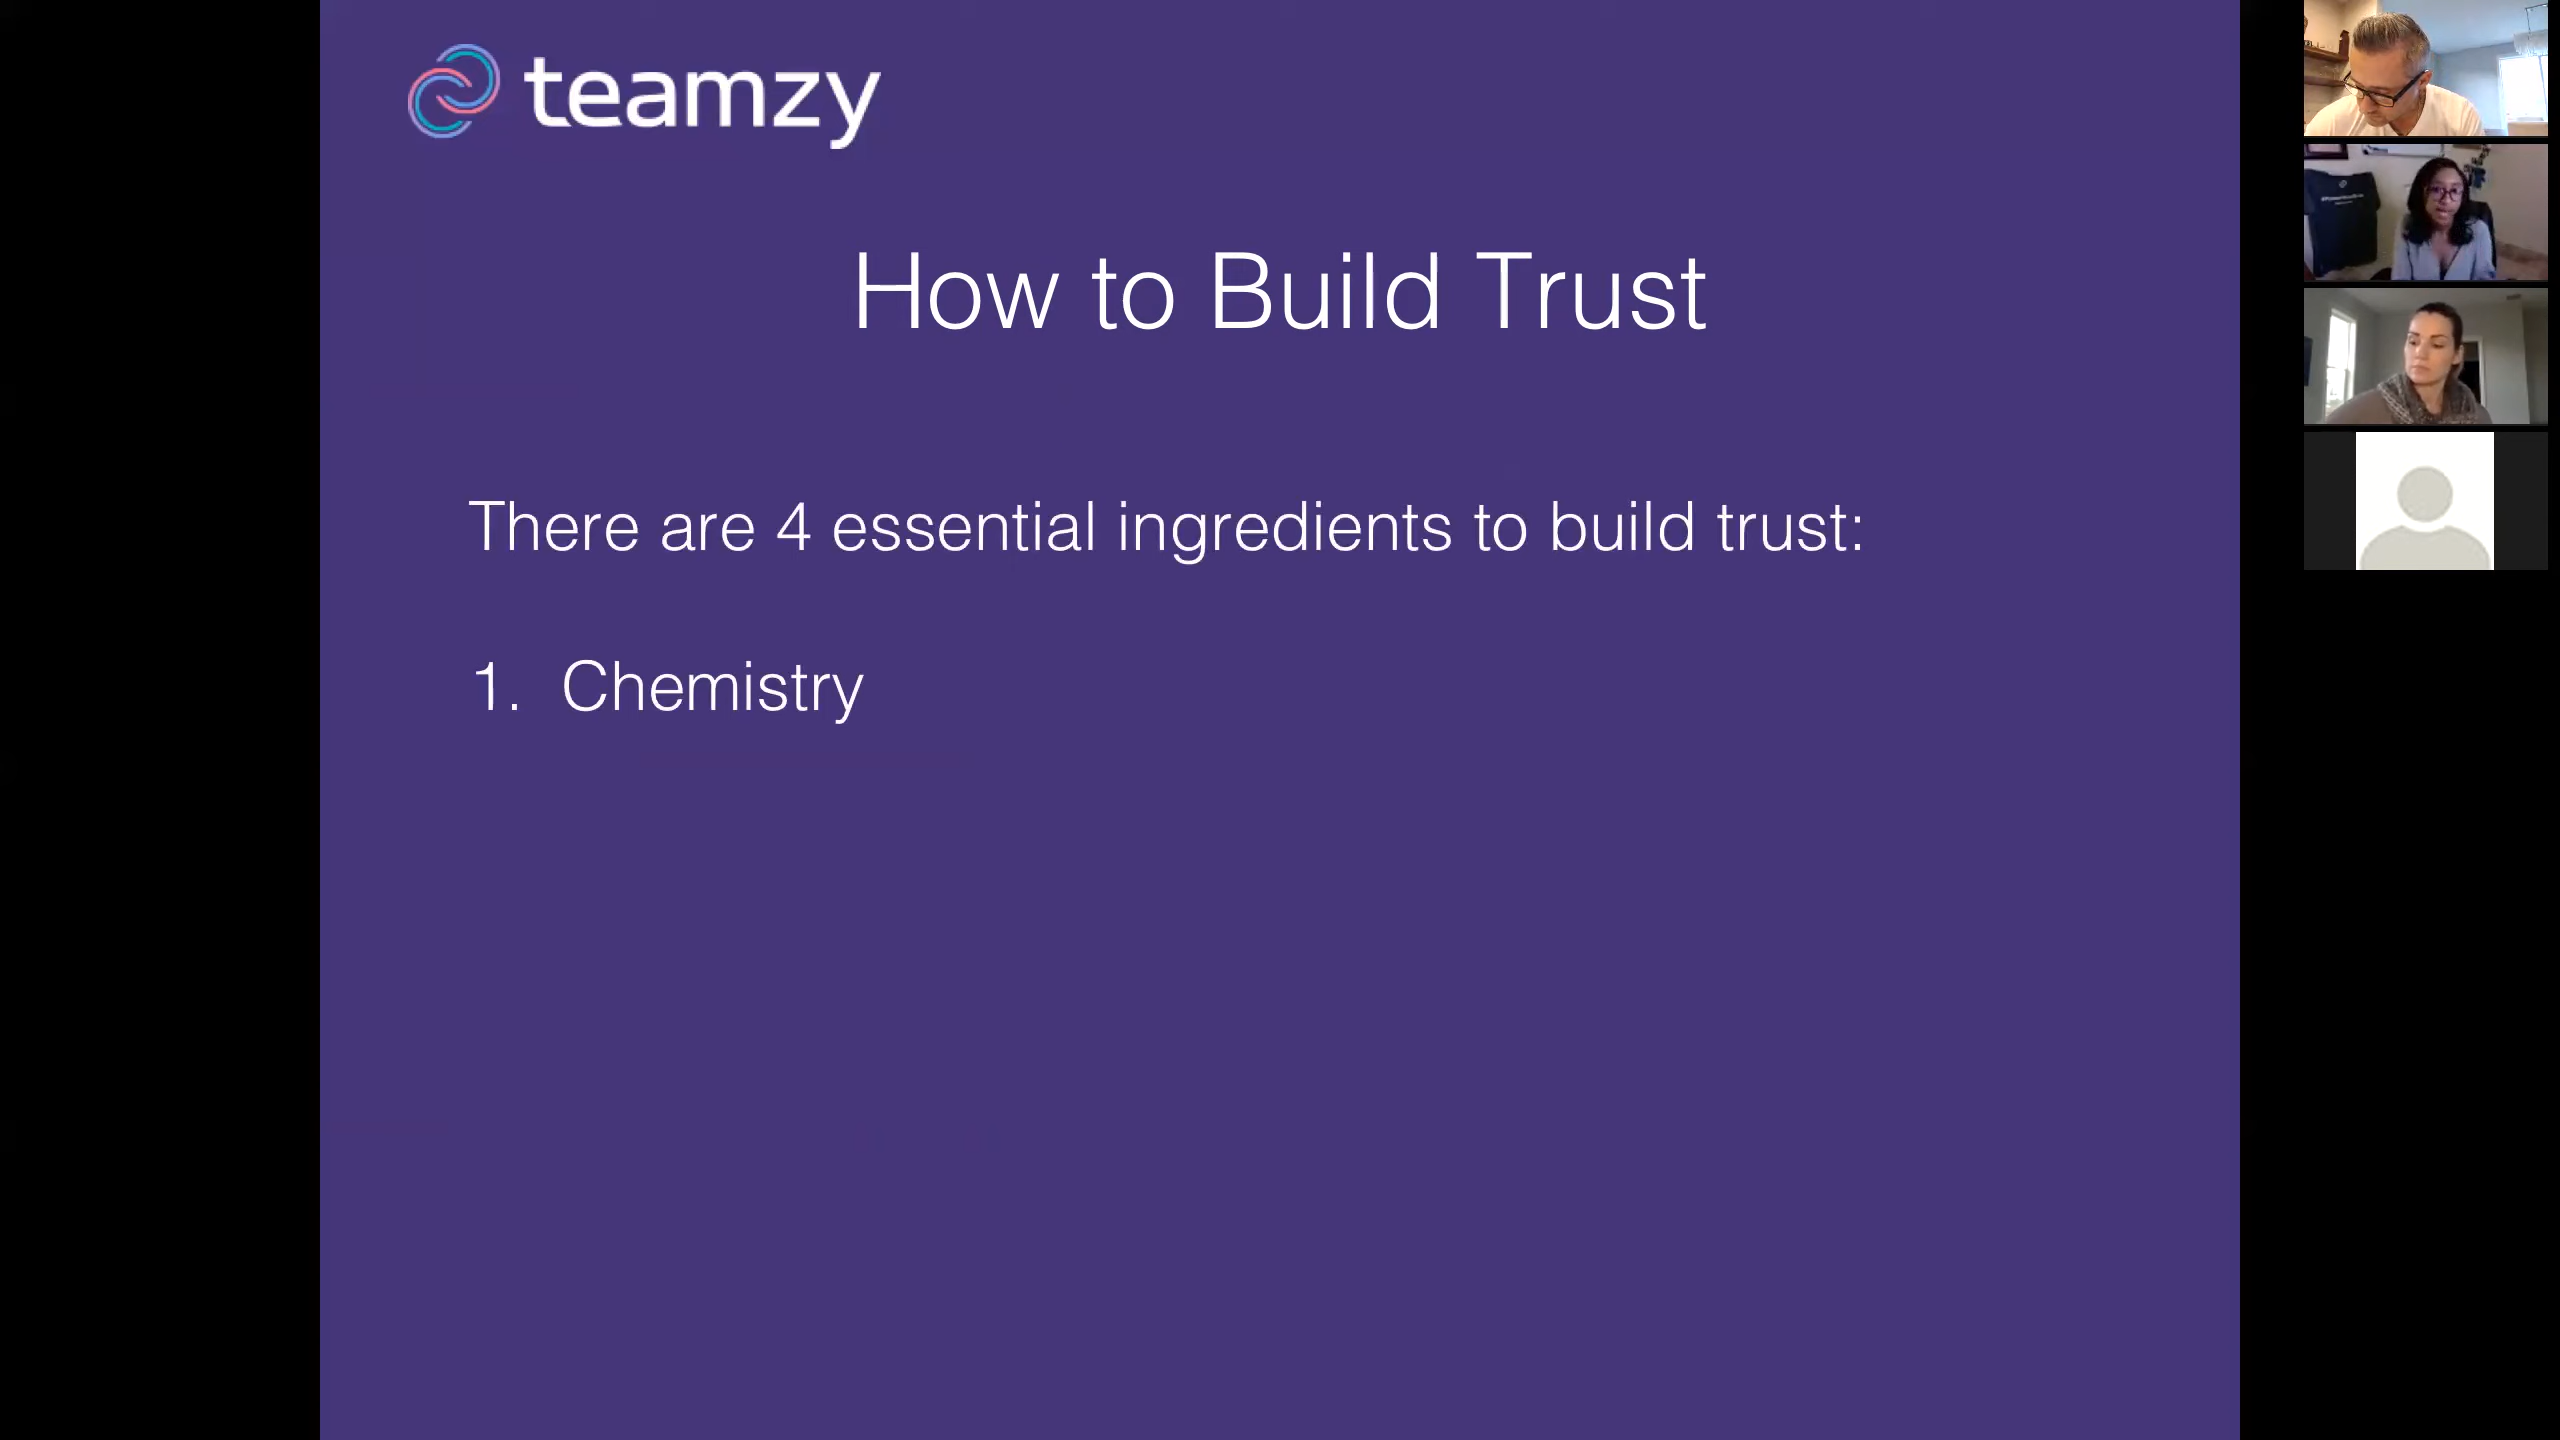 teamzy
How to Build Trust
There are 4 essential ingredients to build trust:
1. Chemistry